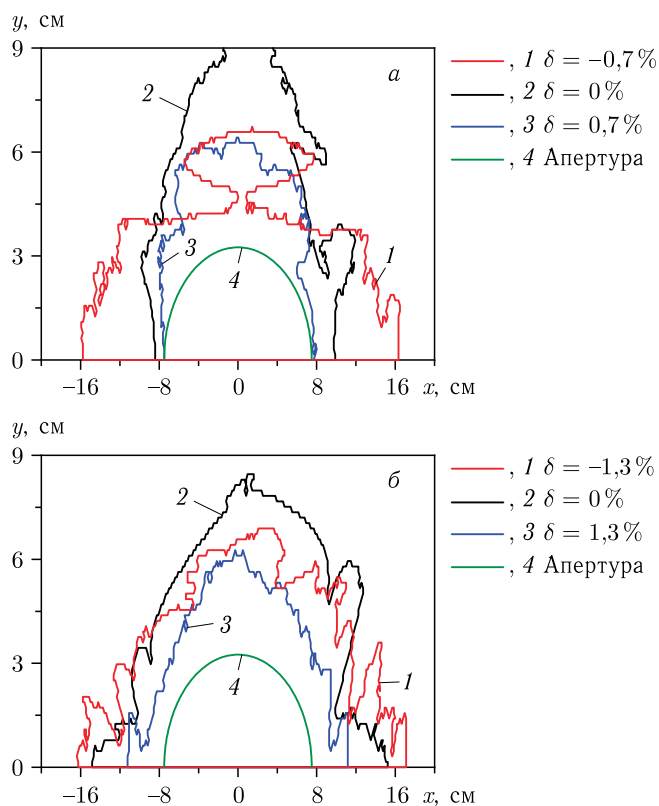 y, см
9
6
3
0
−16
−8
0
8
16
x, см
а
2
3
4
1
, 1 δ = −0,7 %
, 2 δ = 0 %
, 3 δ = 0,7 %
, 4 Апертура
y, см
9
6
3
0
−16
−8
0
8
16
x, см
б
2
3
4
1
, 1 δ = −1,3 %
, 2 δ = 0 %
, 3 δ = 1,3 %
, 4 Апертура